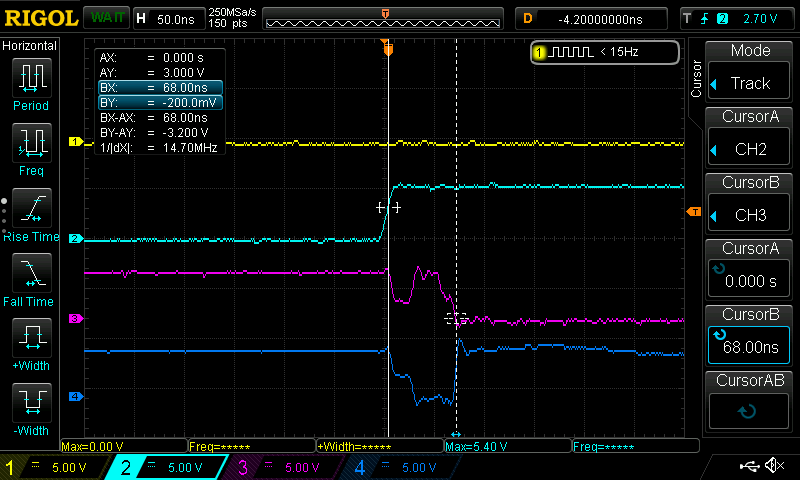 RIGOL WAIT H 50.0ns 250MSa/s 150 pts T D -4.20000000ns T 2 2.70 V
Horizontal
Period
Freq
Rise Time
Fall Time
+Width
-Width
AX: = 0.000 s
AY: = 3.000 V
BX: = 68.00ns
BY: = -200.0mV
BX-AX: = 68.00ns
BY-AY: = -3.200 V
1/|dX|: = 14.70MHz
T
1 < 15Hz
1
2
3
4
T
Cursor
Mode
Track
CursorA
CH2
CursorB
CH3
CursorA
0.000 s
CursorB
68.00ns
CursorAB
Max=0.00 V Freq=***** +Width=***** Max=5.40 V Freq=*****
1 = 5.00 V 2 = 5.00 V 3 = 5.00 V 4 = 5.00 V